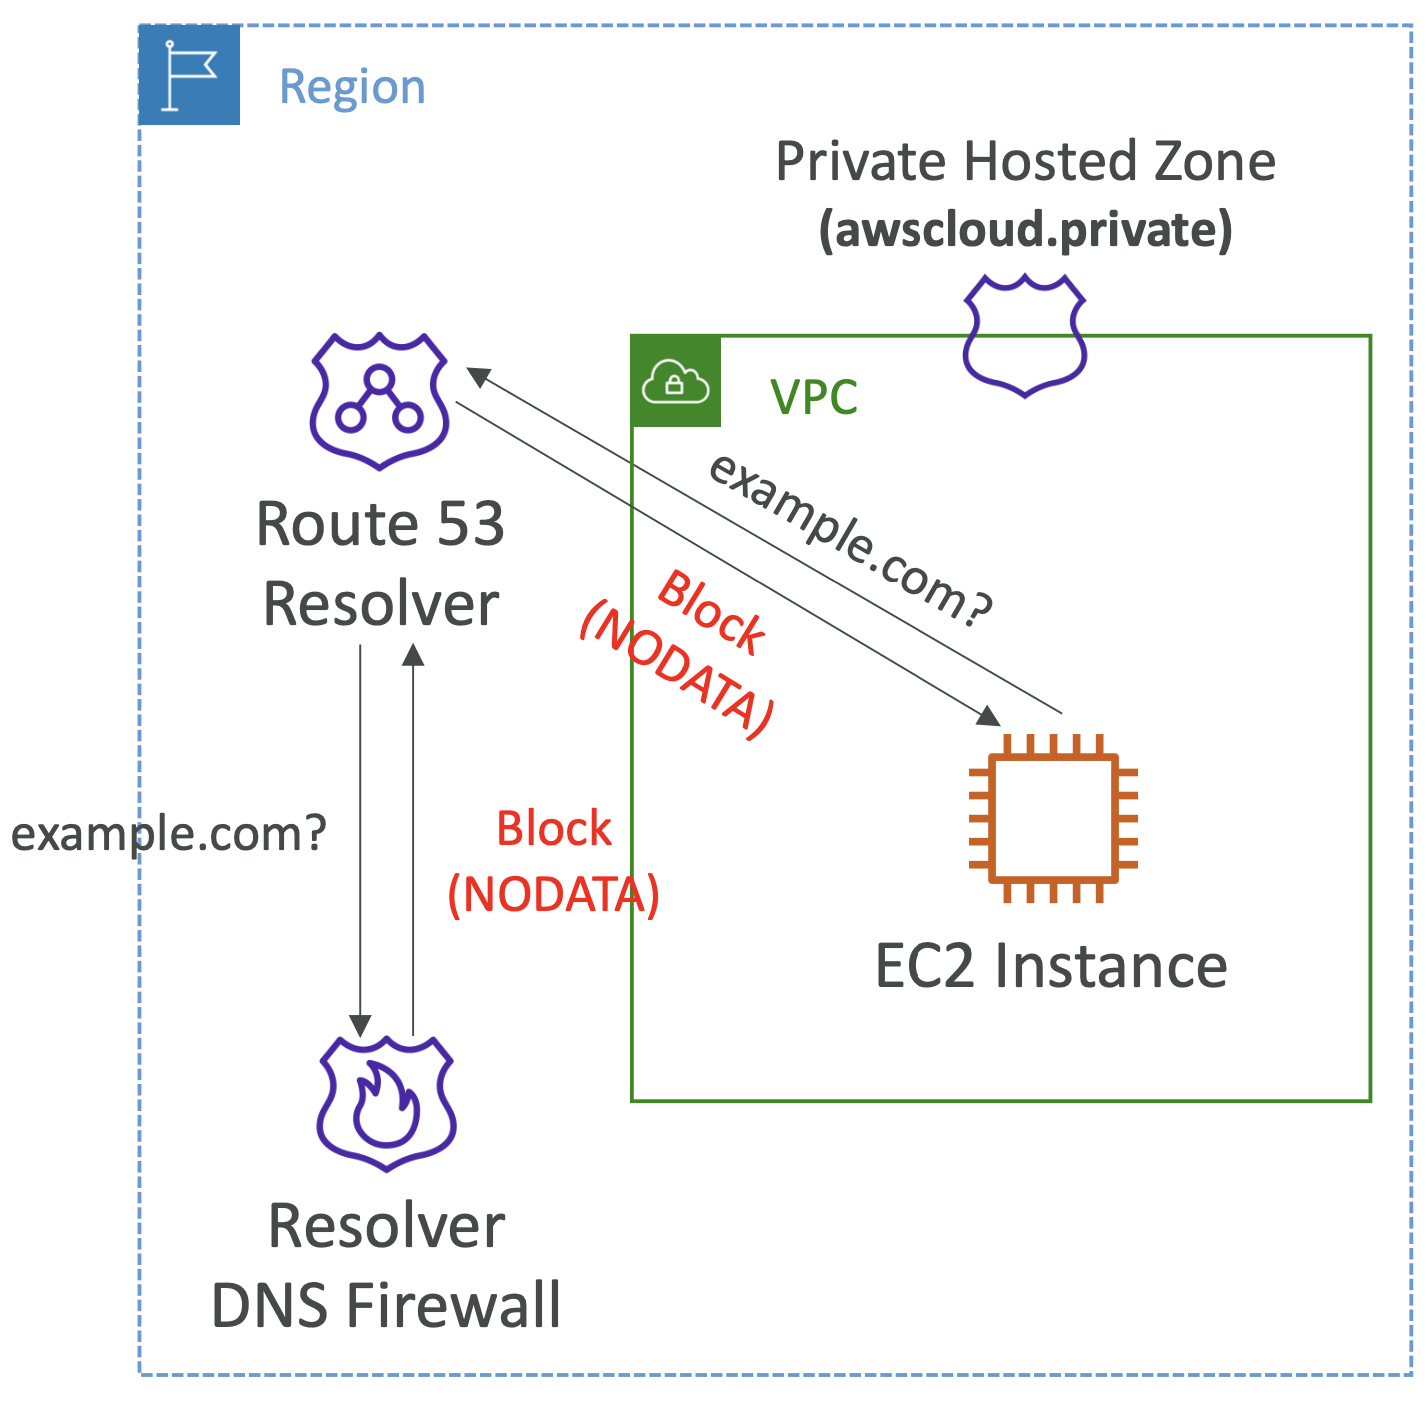 Region
Private Hosted Zone
(awscloud.private)
VPC
Route 53
Resolver
example.com?
Block
(NODATA)
example.com?
Block
(NODATA)
EC2 Instance
Resolver
DNS Firewall